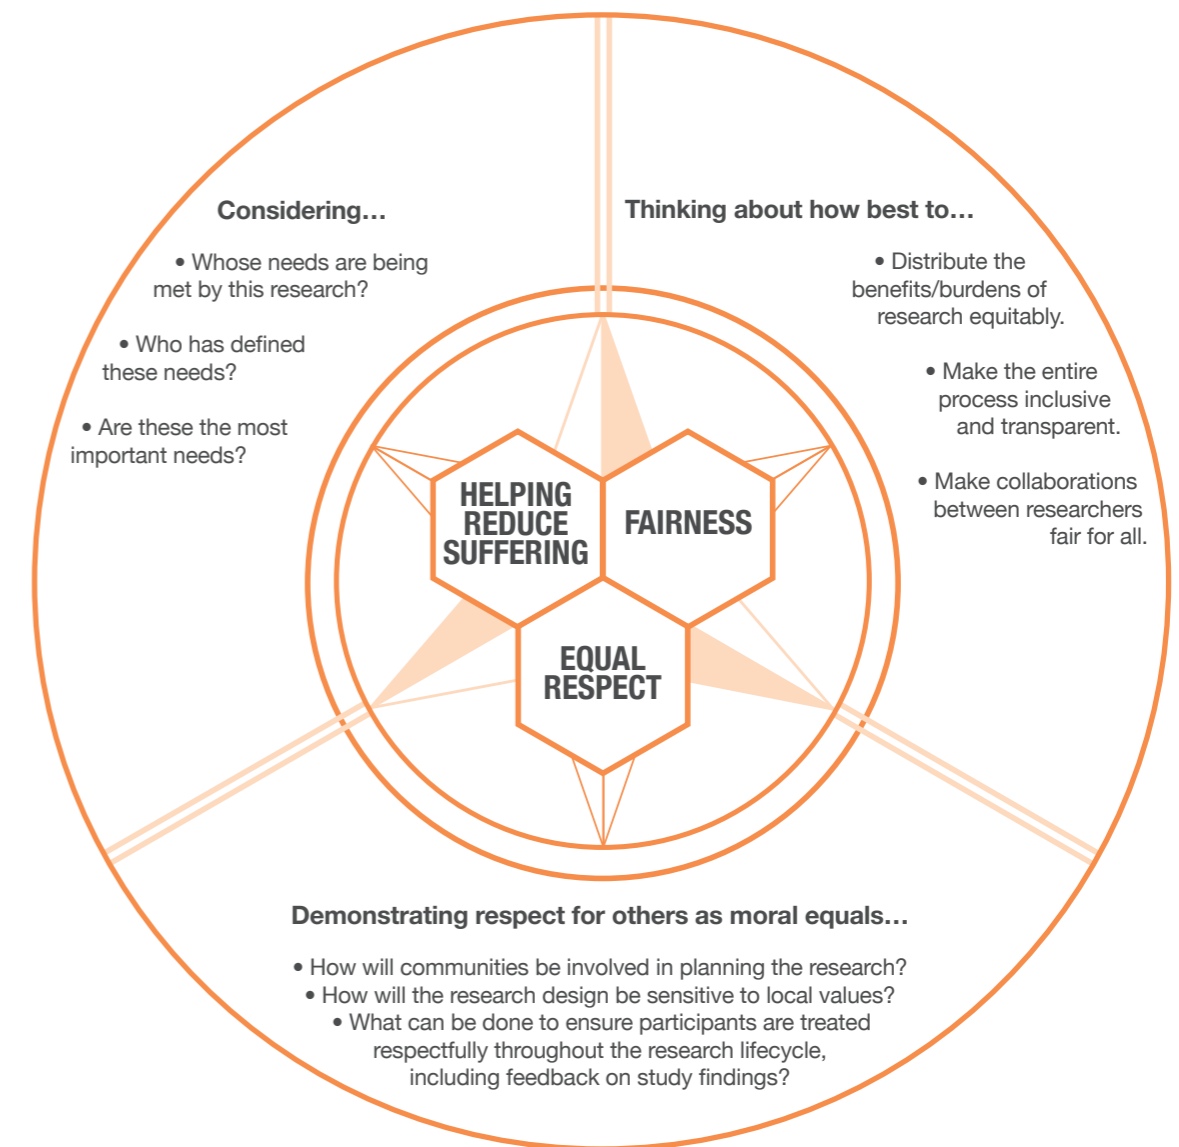 Considering…
• Whose needs are being
met by this research?
• Who has defined
these needs?
• Are these the most
important needs?
Thinking about how best to…
• Distribute the
benefits/burdens of
research equitably.
• Make the entire
process inclusive
and transparent.
• Make collaborations
between researchers
fair for all.
HELPING
REDUCE
SUFFERING
FAIRNESS
EQUAL
RESPECT
Demonstrating respect for others as moral equals…
• How will communities be involved in planning the research?
• How will the research design be sensitive to local values?
• What can be done to ensure participants are treated
respectfully throughout the research lifecycle,
including feedback on study findings?